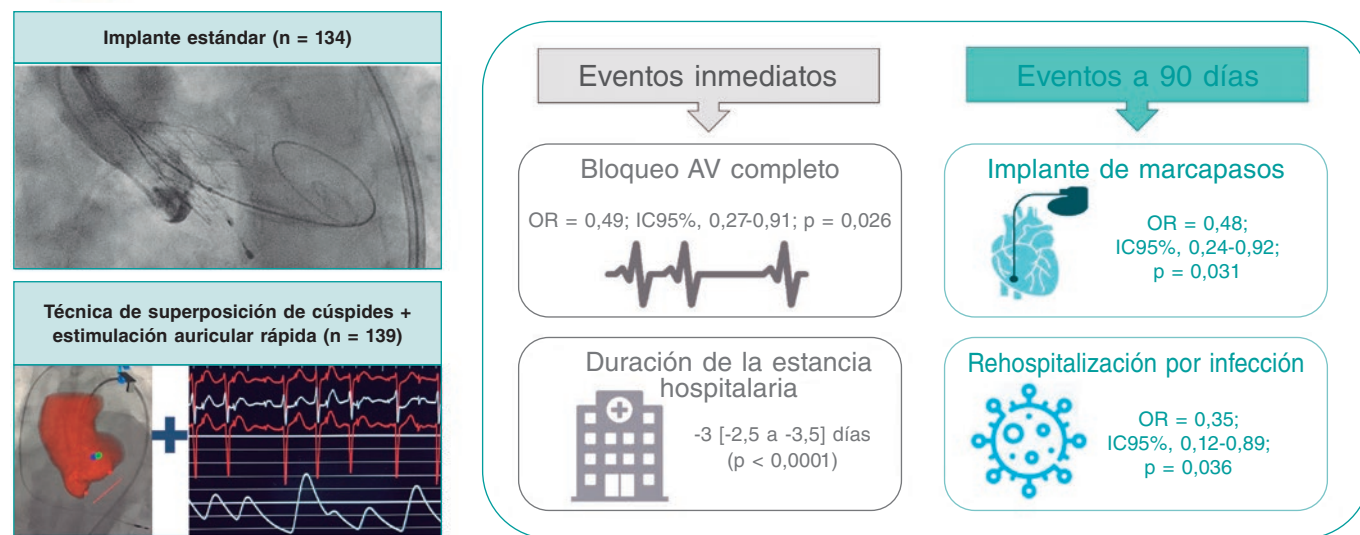 Implante estándar (n = 134)
Técnica de superposición de cúspides +
estimulación auricular rápida (n = 139)
Eventos inmediatos
Bloqueo AV completo
OR = 0,49; IC95%, 0,27-0,91; p = 0,026
Duración de la estancia
hospitalaria
-3 [-2,5 a -3,5] días
(p < 0,0001)
Eventos a 90 días
Implante de marcapasos
OR = 0,48;
IC95%, 0,24-0,92;
p = 0,031
Rehospitalización por infección
OR = 0,35;
IC95%, 0,12-0,89;
p = 0,036